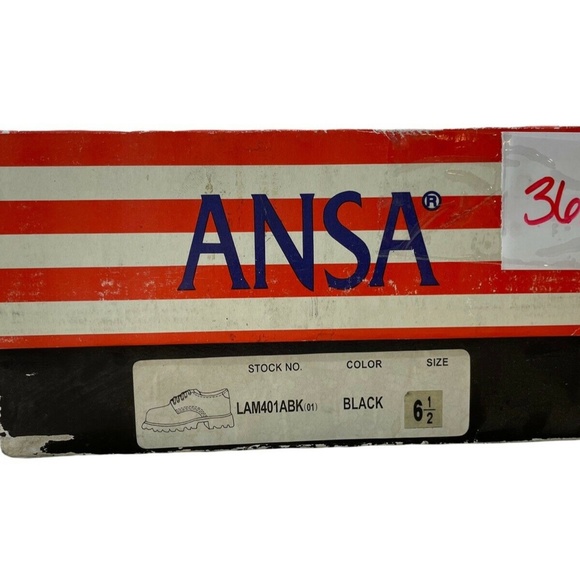 ANSA®
36
STOCK NO. COLOR SIZE
LAM401ABK(01) BLACK 6 1/2